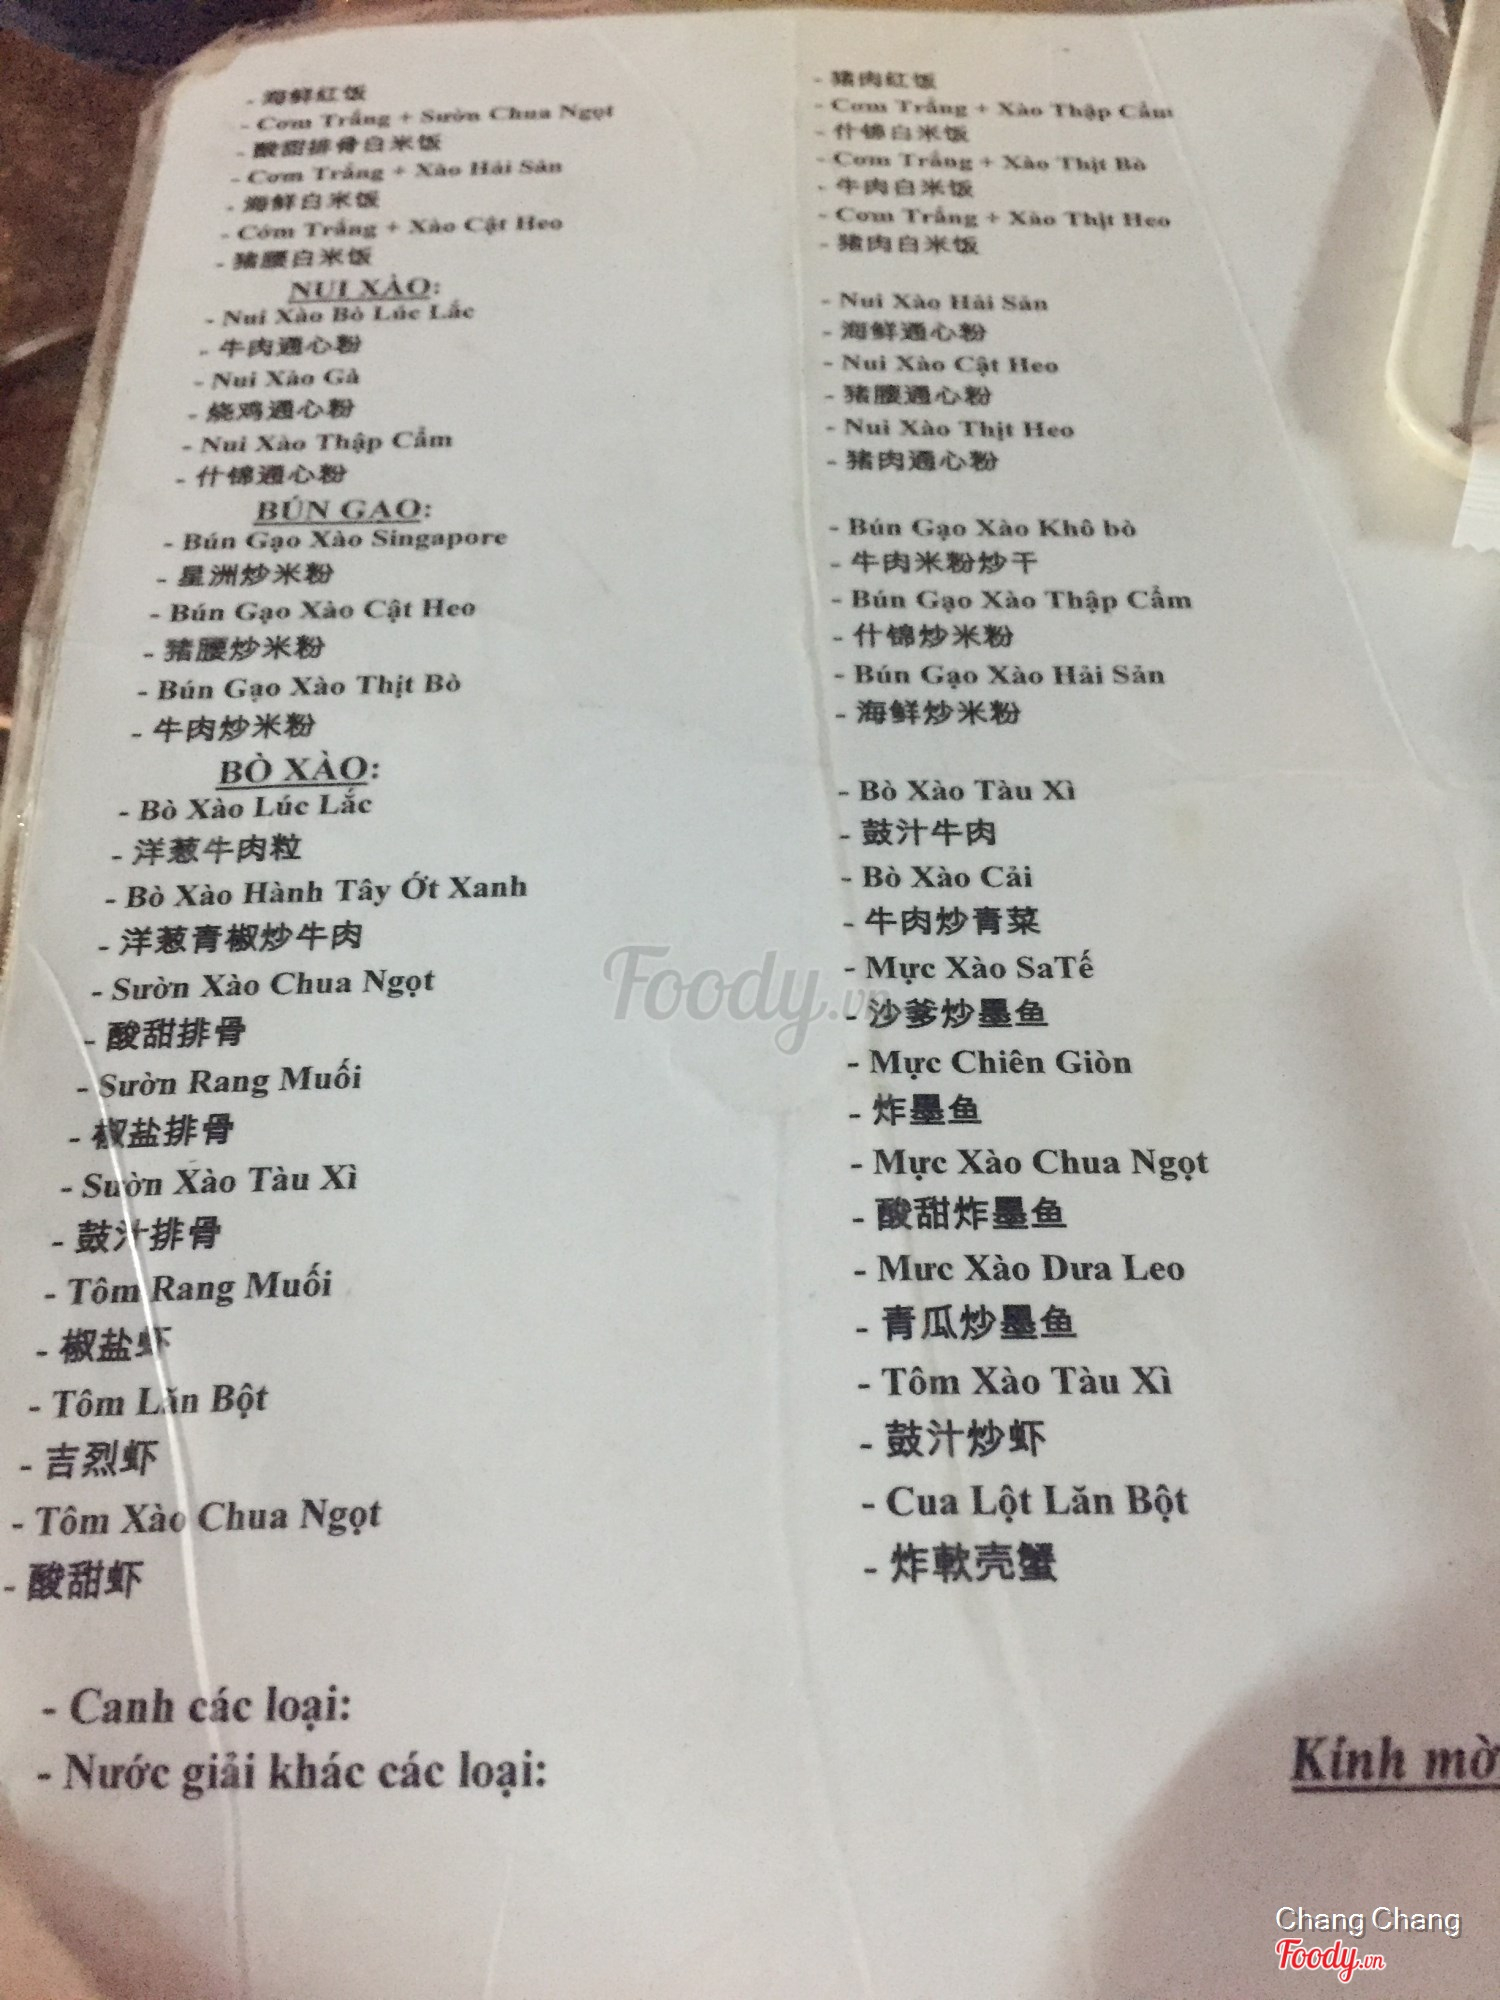 - 海鲜紅饭
- Cơm Trắng + Sườn Chua Ngọt
- 酸甜排骨白米饭
- Cơm Trắng + Xào Hải Sản
- 海鲜白米饭
- Cớm Trắng + Xào Cật Heo
- 猪腰白米饭
NUI XÀO:
- Nui Xào Bò Lúc Lắc
- 牛肉通心粉
- Nui Xào Gà
- 烧鸡通心粉
- Nui Xào Thập Cẩm
- 什锦通心粉
BÚN GẠO:
- Bún Gạo Xào Singapore
- 星洲炒米粉
- Bún Gạo Xào Cật Heo
- 猪腰炒米粉
- Bún Gạo Xào Thịt Bò
- 牛肉炒米粉
BÒ XÀO:
- Bò Xào Lúc Lắc
- 洋葱牛肉粒
- Bò Xào Hành Tây Ớt Xanh
- 洋葱青椒炒牛肉
- Sườn Xào Chua Ngọt
- 酸甜排骨
- Sườn Rang Muối
- 椒盐排骨
- Sườn Xào Tàu Xì
- 鼓汁排骨
- Tôm Rang Muối
- 椒盐虾
- Tôm Lăn Bột
- 吉烈虾
- Tôm Xào Chua Ngọt
- 酸甜虾
- Canh các loại:
- Nước giải khác các loại:
- 猪肉紅饭
- Cơm Trắng + Xào Thập Cẩm
- 什锦白米饭
- Cơm Trắng + Xào Thịt Bò
- 牛肉白米饭
- Cơm Trắng + Xào Thịt Heo
- 猪肉白米饭
- Nui Xào Hải Sản
- 海鲜通心粉
- Nui Xào Cật Heo
- 猪腰通心粉
- Nui Xào Thịt Heo
- 猪肉通心粉
- Bún Gạo Xào Khô bò
- 牛肉米粉炒干
- Bún Gạo Xào Thập Cẩm
- 什锦炒米粉
- Bún Gạo Xào Hải Sản
- 海鲜炒米粉
- Bò Xào Tàu Xì
- 鼓汁牛肉
- Bò Xào Cải
- 牛肉炒青菜
- Mực Xào SaTế
- 沙爹炒墨鱼
- Mực Chiên Giòn
- 炸墨鱼
- Mực Xào Chua Ngọt
- 酸甜炸墨鱼
- Mưc Xào Dưa Leo
- 青瓜炒墨鱼
- Tôm Xào Tàu Xì
- 鼓汁炒虾
- Cua Lột Lăn Bột
- 炸軟壳蟹
Kính mờ
Foody.vn
Chang Chang
Foody.vn